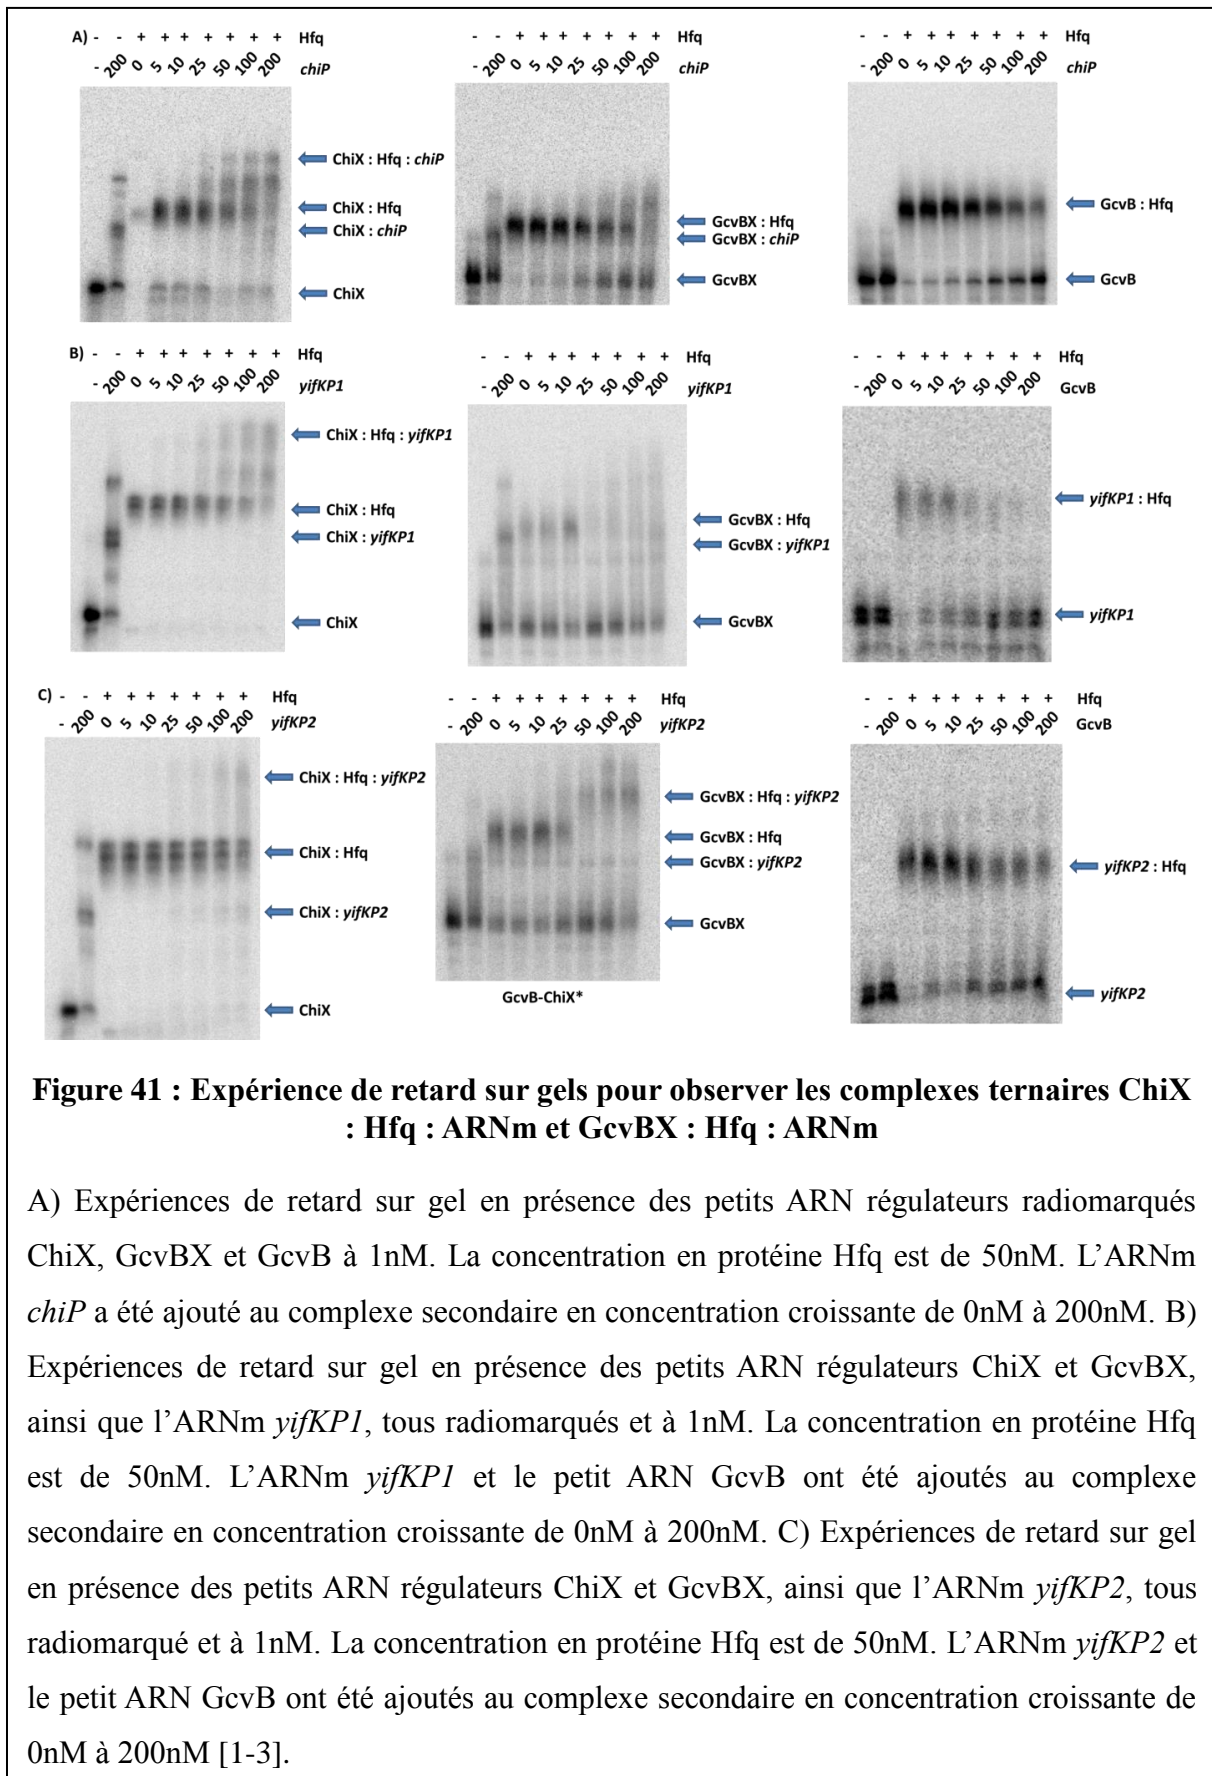 A) - - + + + + + + + Hfq
- 200 0 5 10 25 50 100 200 chiP
ChiX : Hfq : chiP
ChiX : Hfq
ChiX : chiP
ChiX
- - + + + + + + + Hfq
- 200 0 5 10 25 50 100 200 chiP
GcvBX : Hfq
GcvBX : chiP
GcvBX
- - + + + + + + + Hfq
- 200 0 5 10 25 50 100 200 chiP
GcvB : Hfq
GcvB
B) - - + + + + + + + Hfq
- 200 0 5 10 25 50 100 200 yifKP1
ChiX : Hfq : yifKP1
ChiX : Hfq
ChiX : yifKP1
ChiX
- - + + + + + + + Hfq
- 200 0 5 10 25 50 100 200 yifKP1
GcvBX : Hfq
GcvBX : yifKP1
GcvBX
- - + + + + + + + Hfq
- 200 0 5 10 25 50 100 200 GcvB
yifKP1 : Hfq
yifKP1
C) - - + + + + + + + Hfq
- 200 0 5 10 25 50 100 200 yifKP2
ChiX : Hfq : yifKP2
ChiX : Hfq
ChiX : yifKP2
ChiX
- - + + + + + + + Hfq
- 200 0 5 10 25 50 100 200 yifKP2
GcvBX : Hfq : yifKP2
GcvBX : Hfq
GcvBX : yifKP2
GcvBX
GcvB-ChiX*
- - + + + + + + + Hfq
- 200 0 5 10 25 50 100 200 GcvB
yifKP2 : Hfq
yifKP2
Figure 41 : Expérience de retard sur gels pour observer les complexes ternaires ChiX
: Hfq : ARNm et GcvBX : Hfq : ARNm
A) Expériences de retard sur gel en présence des petits ARN régulateurs radiomarqués
ChiX, GcvBX et GcvB à 1nM. La concentration en protéine Hfq est de 50nM. L’ARNm
chiP a été ajouté au complexe secondaire en concentration croissante de 0nM à 200nM. B)
Expériences de retard sur gel en présence des petits ARN régulateurs ChiX et GcvBX,
ainsi que l’ARNm yifKP1, tous radiomarqués et à 1nM. La concentration en protéine Hfq
est de 50nM. L’ARNm yifKP1 et le petit ARN GcvB ont été ajoutés au complexe
secondaire en concentration croissante de 0nM à 200nM. C) Expériences de retard sur gel
en présence des petits ARN régulateurs ChiX et GcvBX, ainsi que l’ARNm yifKP2, tous
radiomarqué et à 1nM. La concentration en protéine Hfq est de 50nM. L’ARNm yifKP2 et
le petit ARN GcvB ont été ajoutés au complexe secondaire en concentration croissante de
0nM à 200nM [1-3].